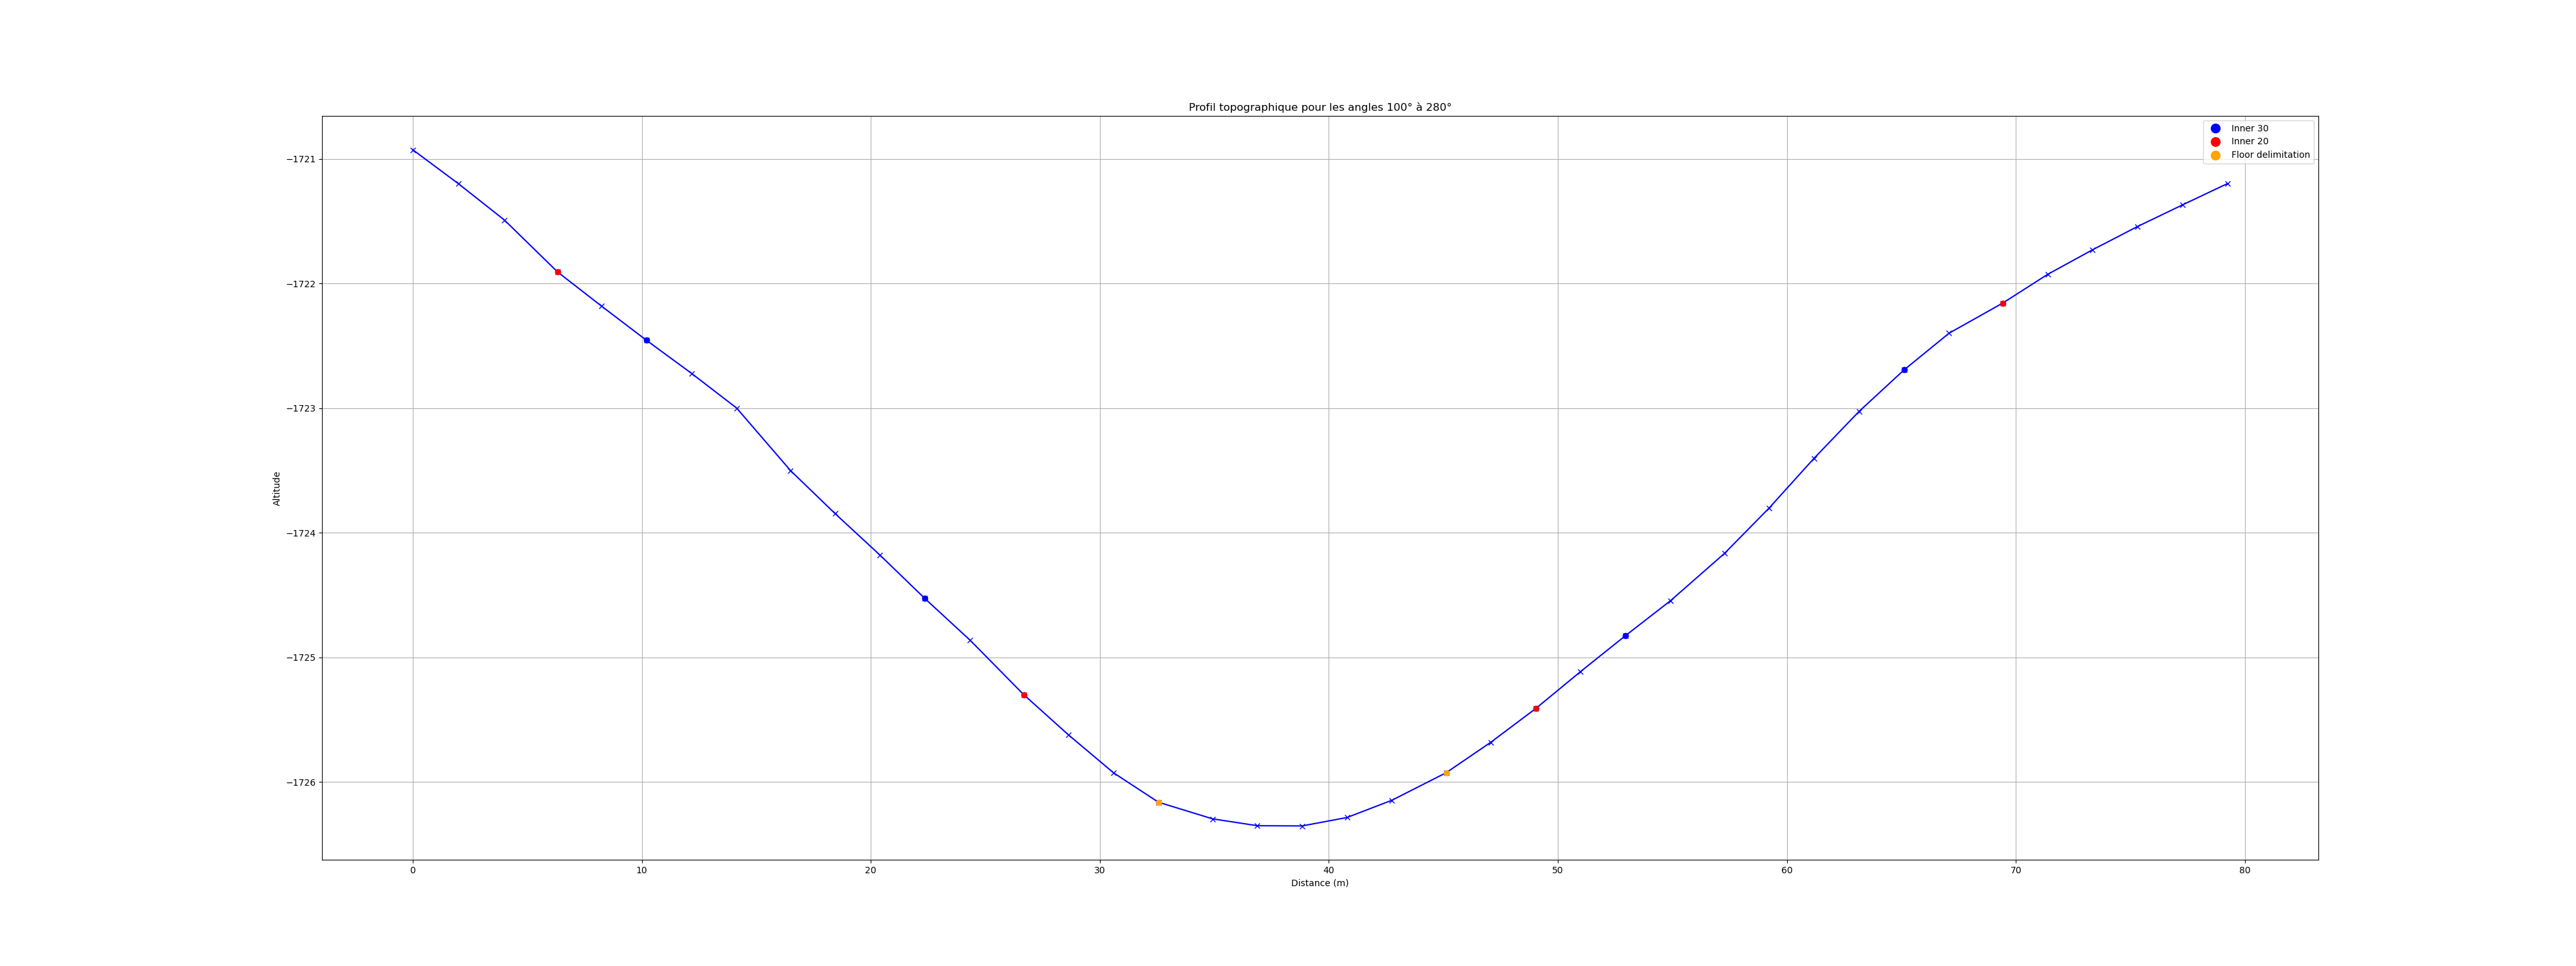 Profil topographique pour les angles 100° à 280°
Inner 30
Inner 20
Floor delimitation
−1721
−1722
−1723
−1724
−1725
−1726
Altitude
0 10 20 30 40 50 60 70 80
Distance (m)